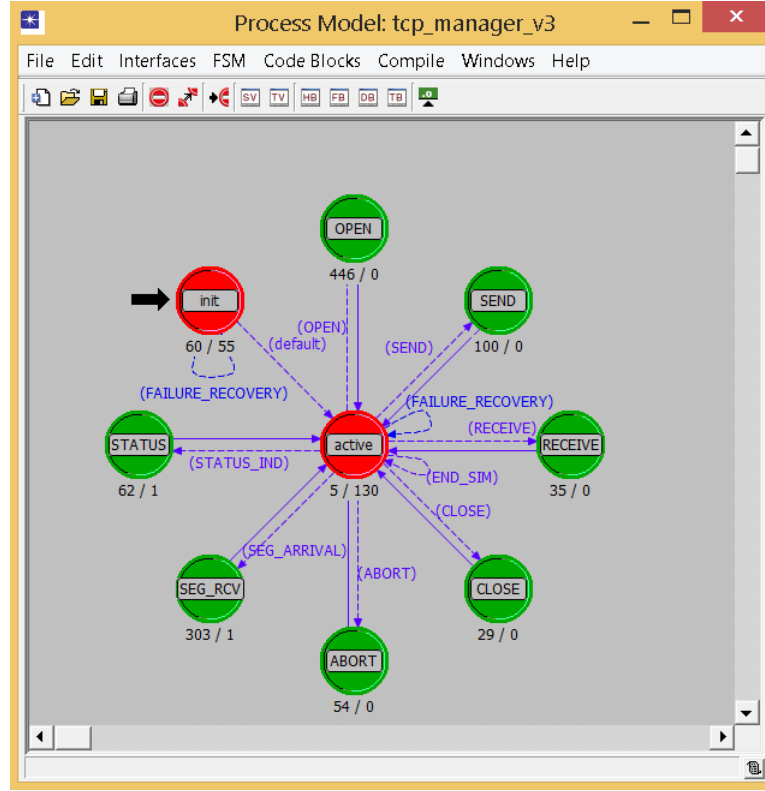 Process Model: tcp_manager_v3
File Edit Interfaces FSM Code Blocks Compile Windows Help
SV TV HB FB DB TB .0
OPEN
446 / 0
init
60 / 55
SEND
100 / 0
(OPEN)
(default)
(SEND)
(FAILURE_RECOVERY)
(FAILURE_RECOVERY)
(RECEIVE)
STATUS
62 / 1
active
5 / 130
RECEIVE
35 / 0
(STATUS_IND)
(END_SIM)
(CLOSE)
(SEG_ARRIVAL)
(ABORT)
SEG_RCV
303 / 1
CLOSE
29 / 0
ABORT
54 / 0